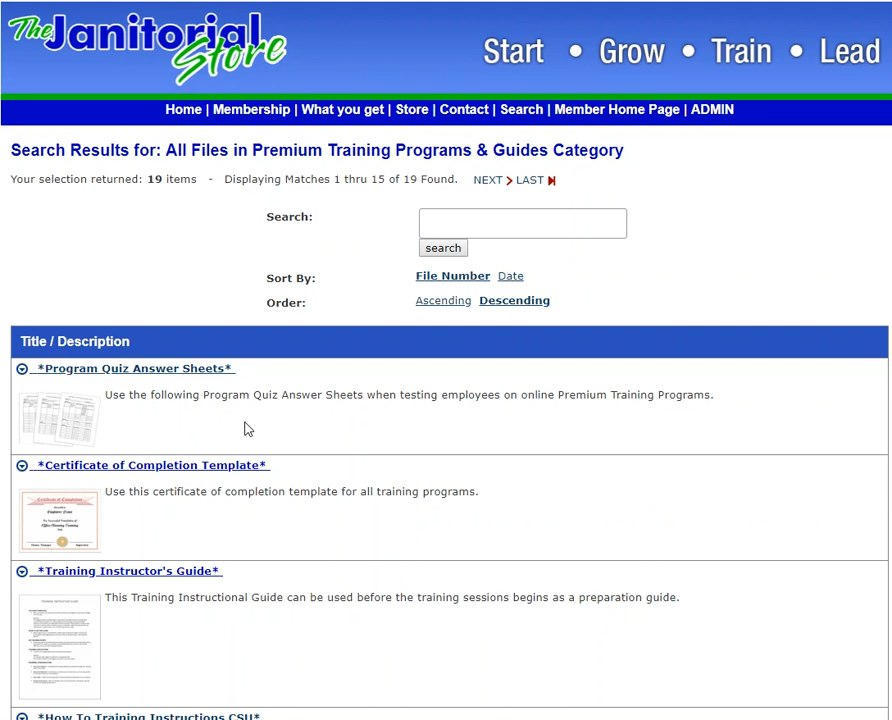 The Janitorial Store
Start • Grow • Train • Lead
Home | Membership | What you get | Store | Contact | Search | Member Home Page | ADMIN
Search Results for: All Files in Premium Training Programs & Guides Category
Your selection returned: 19 items - Displaying Matches 1 thru 15 of 19 Found. NEXT LAST
Search:
search
Sort By: File Number Date
Order: Ascending Descending
Title / Description
*Program Quiz Answer Sheets*
Use the following Program Quiz Answer Sheets when testing employees on online Premium Training Programs.
*Certificate of Completion Template*
Use this certificate of completion template for all training programs.
Certificate of Completion
*Training Instructor's Guide*
This Training Instructional Guide can be used before the training sessions begins as a preparation guide.
*How To Training Instructions CSU*